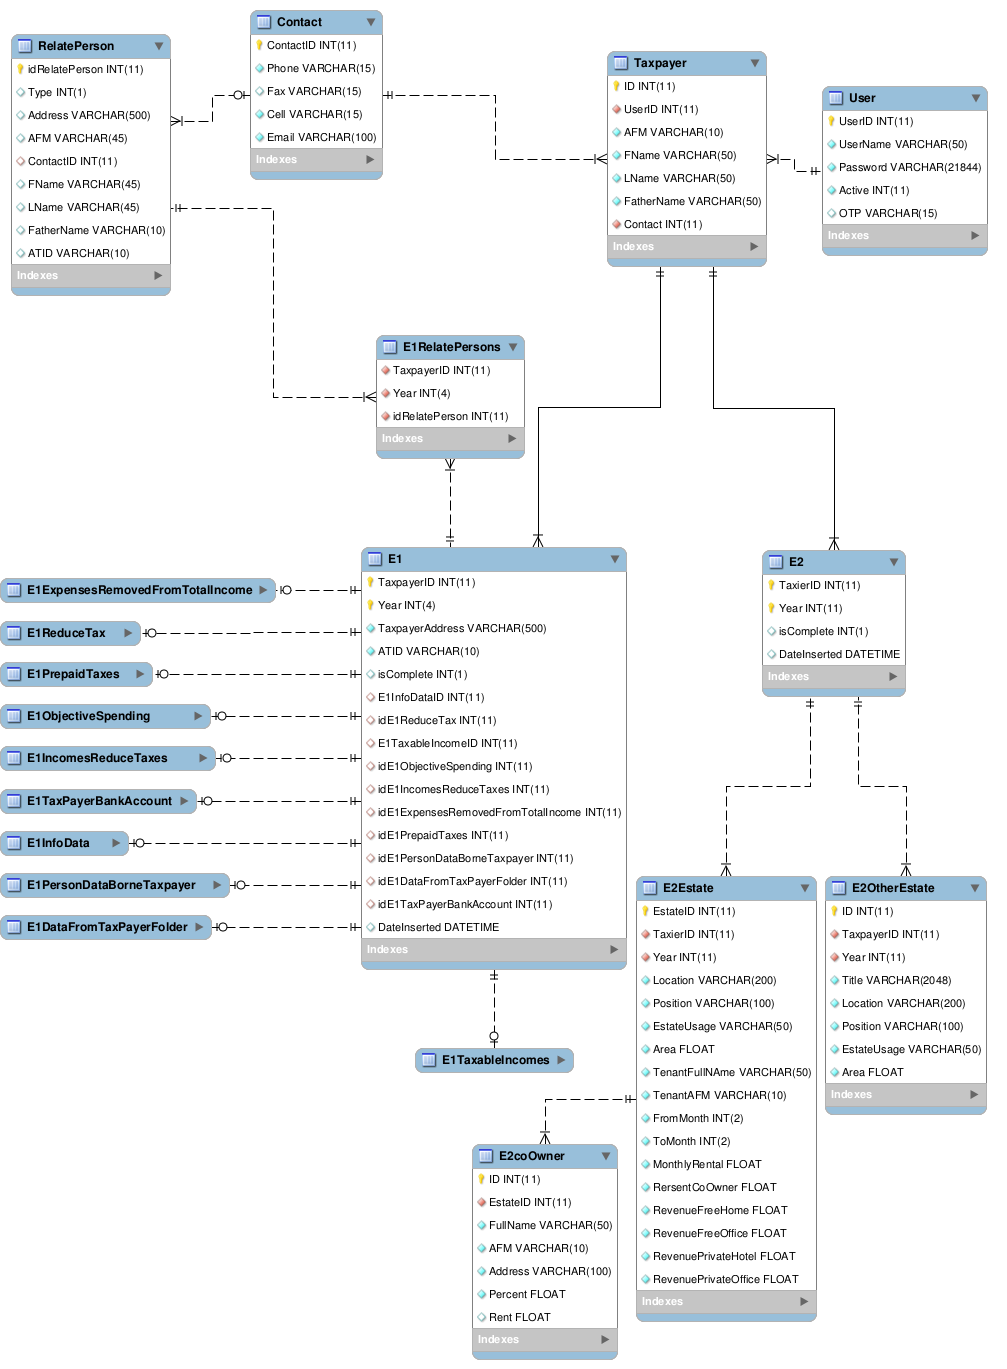 RelatePerson
idRelatePerson INT(11)
Type INT(1)
Address VARCHAR(500)
AFM VARCHAR(45)
ContactID INT(11)
FName VARCHAR(45)
LName VARCHAR(45)
FatherName VARCHAR(10)
ATID VARCHAR(10)
Indexes
Contact
ContactID INT(11)
Phone VARCHAR(15)
Fax VARCHAR(15)
Cell VARCHAR(15)
Email VARCHAR(100)
Indexes
Taxpayer
ID INT(11)
UserID INT(11)
AFM VARCHAR(10)
FName VARCHAR(50)
LName VARCHAR(50)
FatherName VARCHAR(50)
Contact INT(11)
Indexes
User
UserID INT(11)
UserName VARCHAR(50)
Password VARCHAR(21844)
Active INT(11)
OTP VARCHAR(15)
Indexes
E1RelatePersons
TaxpayerID INT(11)
Year INT(4)
idRelatePerson INT(11)
Indexes
E1ExpensesRemovedFromTotalIncome
E1ReduceTax
E1PrepaidTaxes
E1ObjectiveSpending
E1IncomesReduceTaxes
E1TaxPayerBankAccount
E1InfoData
E1PersonDataBorneTaxpayer
E1DataFromTaxPayerFolder
E1
TaxpayerID INT(11)
Year INT(4)
TaxpayerAddress VARCHAR(500)
ATID VARCHAR(10)
isComplete INT(1)
E1InfoDataID INT(11)
idE1ReduceTax INT(11)
E1TaxableIncomeID INT(11)
idE1ObjectiveSpending INT(11)
idE1IncomesReduceTaxes INT(11)
idE1ExpensesRemovedFromTotalIncome INT(11)
idE1PrepaidTaxes INT(11)
idE1PersonDataBorneTaxpayer INT(11)
idE1DataFromTaxPayerFolder INT(11)
idE1TaxPayerBankAccount INT(11)
DateInserted DATETIME
Indexes
E1TaxableIncomes
E2
TaxierID INT(11)
Year INT(11)
isComplete INT(1)
DateInserted DATETIME
Indexes
E2Estate
EstateID INT(11)
TaxierID INT(11)
Year INT(11)
Location VARCHAR(200)
Position VARCHAR(100)
EstateUsage VARCHAR(50)
Area FLOAT
TenantFullNAme VARCHAR(50)
TenantAFM VARCHAR(10)
FromMonth INT(2)
ToMonth INT(2)
MonthlyRental FLOAT
RersentCoOwner FLOAT
RevenueFreeHome FLOAT
RevenueFreeOffice FLOAT
RevenuePrivateHotel FLOAT
RevenuePrivateOffice FLOAT
Indexes
E2OtherEstate
ID INT(11)
TaxpayerID INT(11)
Year INT(11)
Title VARCHAR(2048)
Location VARCHAR(200)
Position VARCHAR(100)
EstateUsage VARCHAR(50)
Area FLOAT
Indexes
E2coOwner
ID INT(11)
EstateID INT(11)
FullName VARCHAR(50)
AFM VARCHAR(10)
Address VARCHAR(100)
Percent FLOAT
Rent FLOAT
Indexes